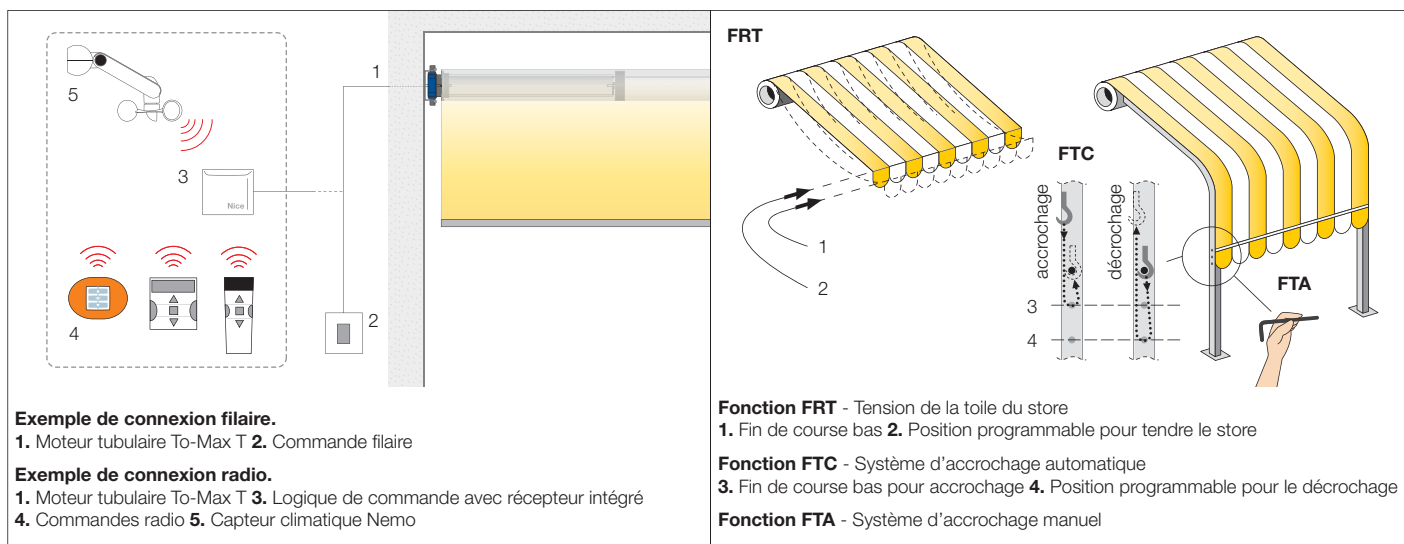 5
1
3
Nice
4
2
Exemple de connexion filaire.
1. Moteur tubulaire To-Max T 2. Commande filaire
Exemple de connexion radio.
1. Moteur tubulaire To-Max T 3. Logique de commande avec récepteur intégré
4. Commandes radio 5. Capteur climatique Nemo
FRT
1
2
FTC
accrochage
décrochage
3
4
FTA
Fonction FRT - Tension de la toile du store
1. Fin de course bas 2. Position programmable pour tendre le store
Fonction FTC - Système d'accrochage automatique
3. Fin de course bas pour accrochage 4. Position programmable pour le décrochage
Fonction FTA - Système d'accrochage manuel